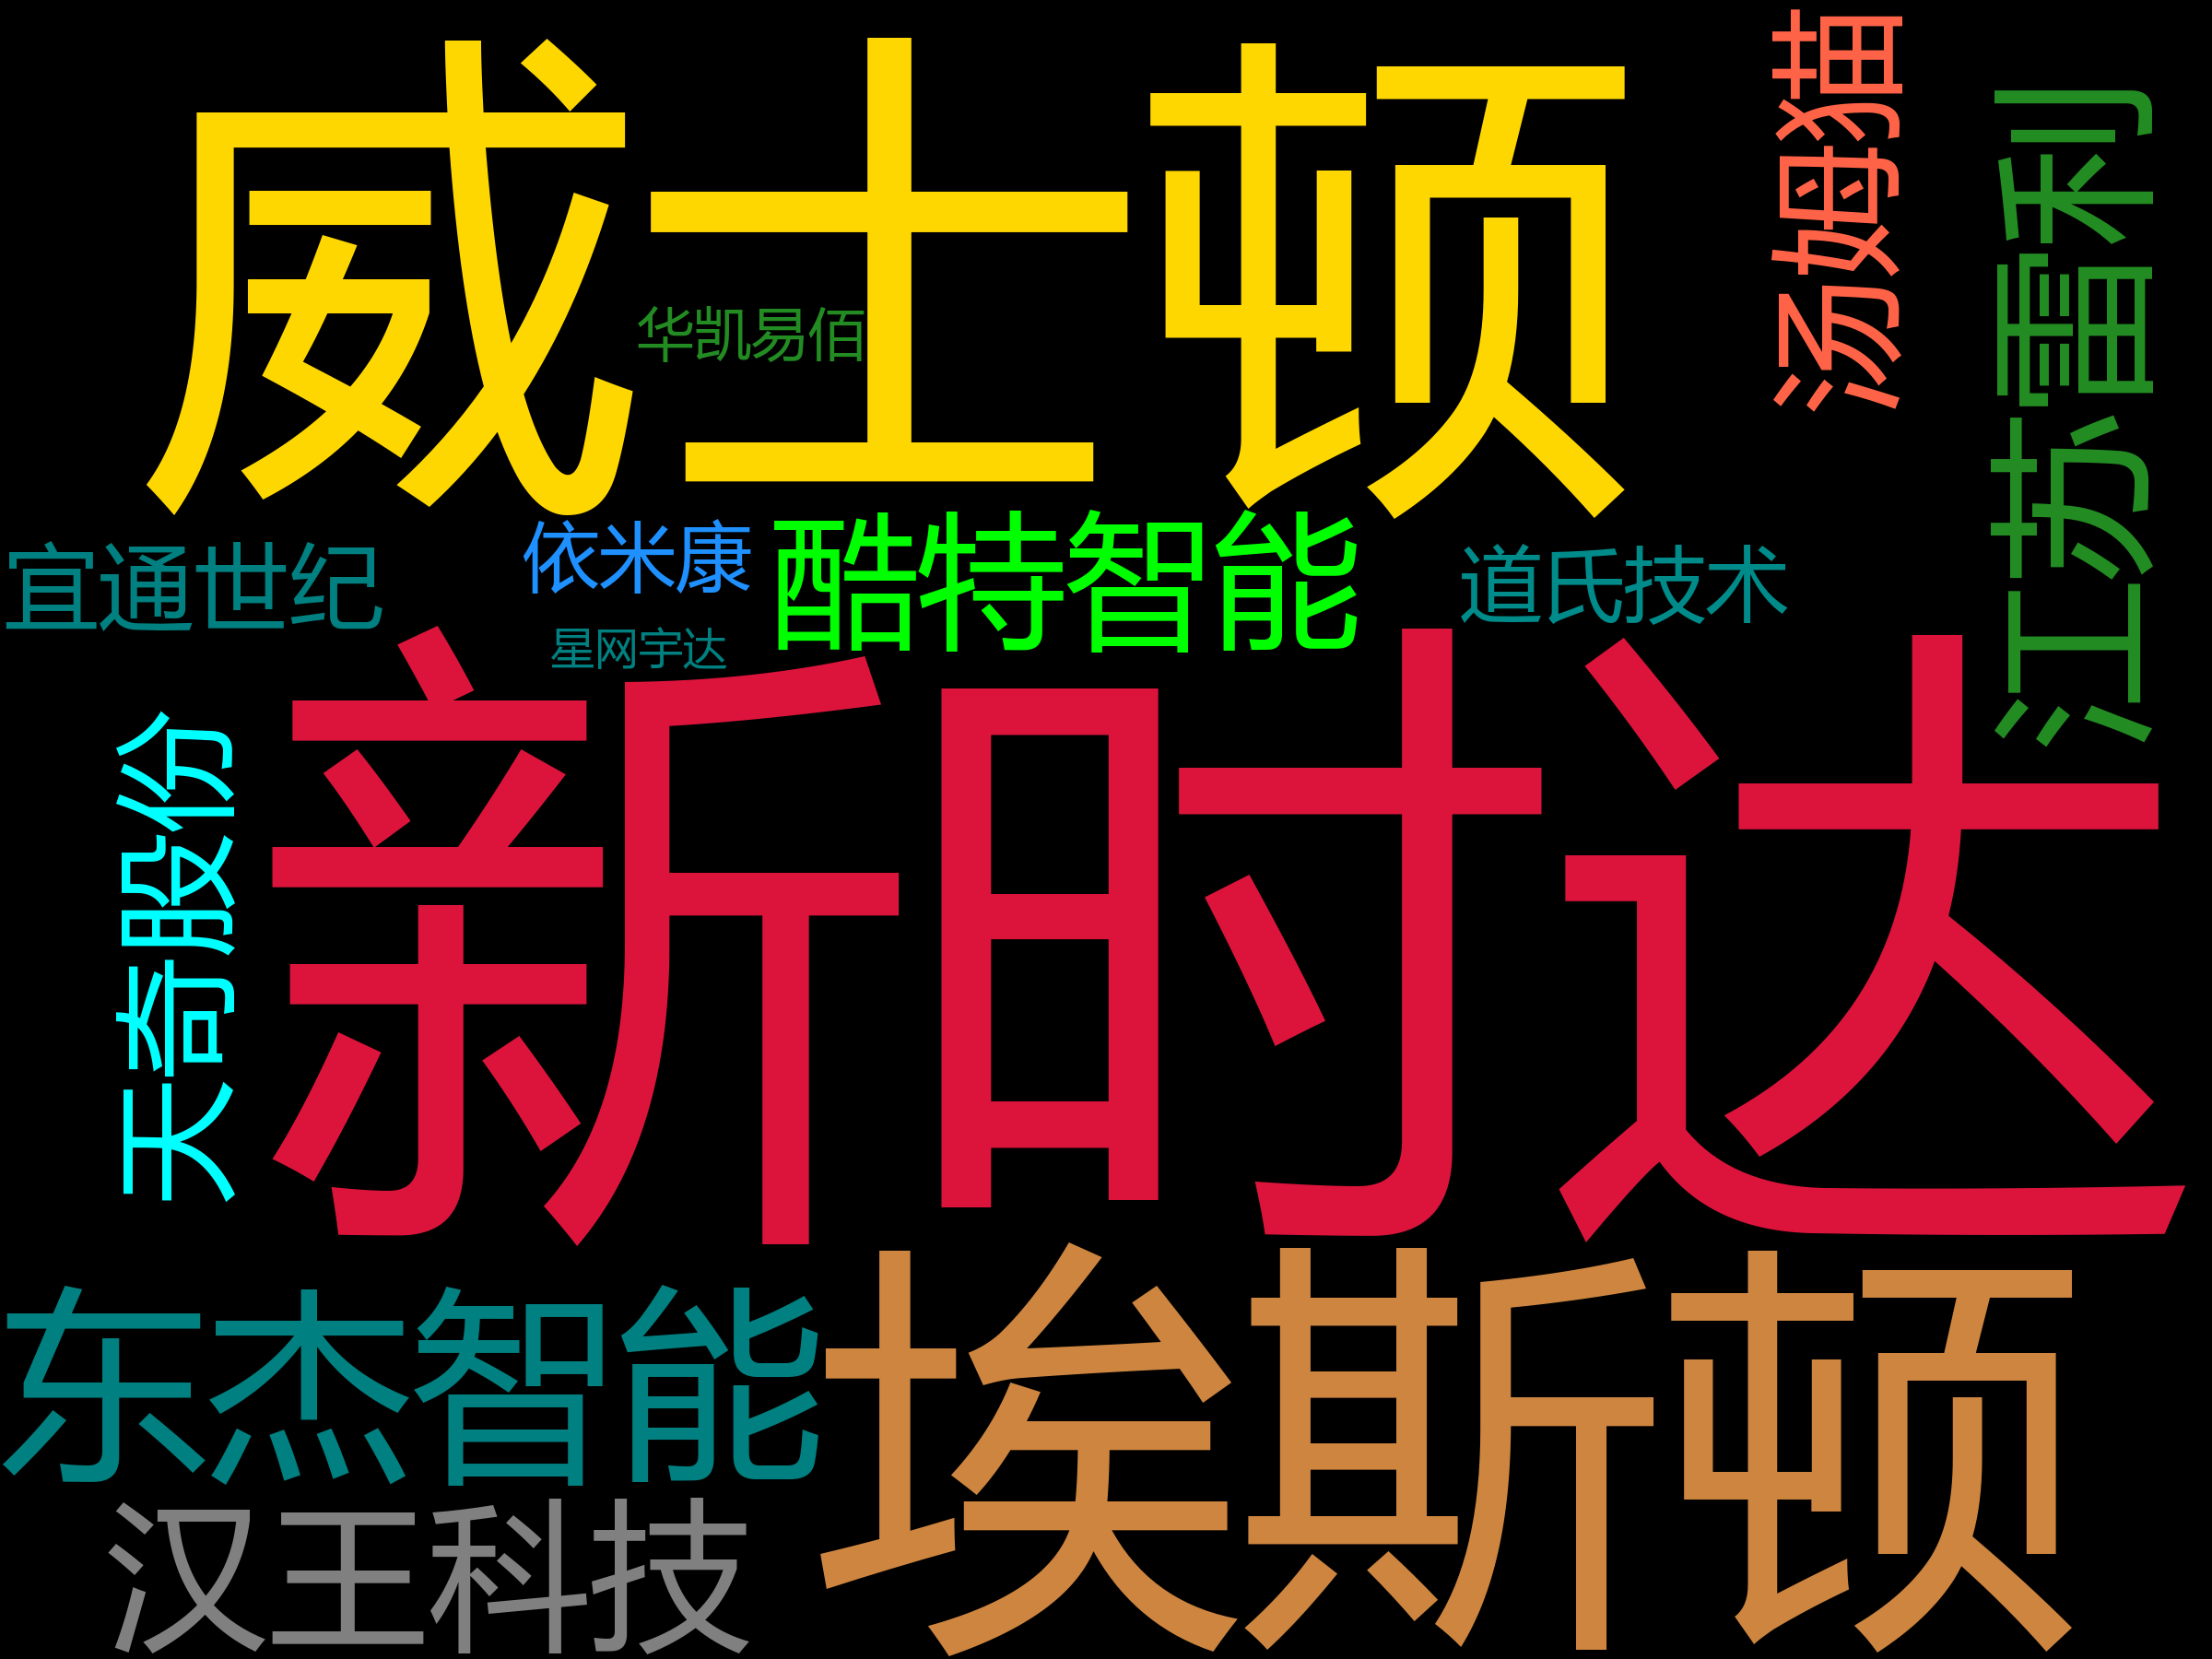 威士顿
汤姆猫
江苏雷利
华凯易佰
宜通世纪
依米康
酷特智能
道氏技术
星网宇达
新时达
天奇股份
东杰智能
埃斯顿
汉王科技